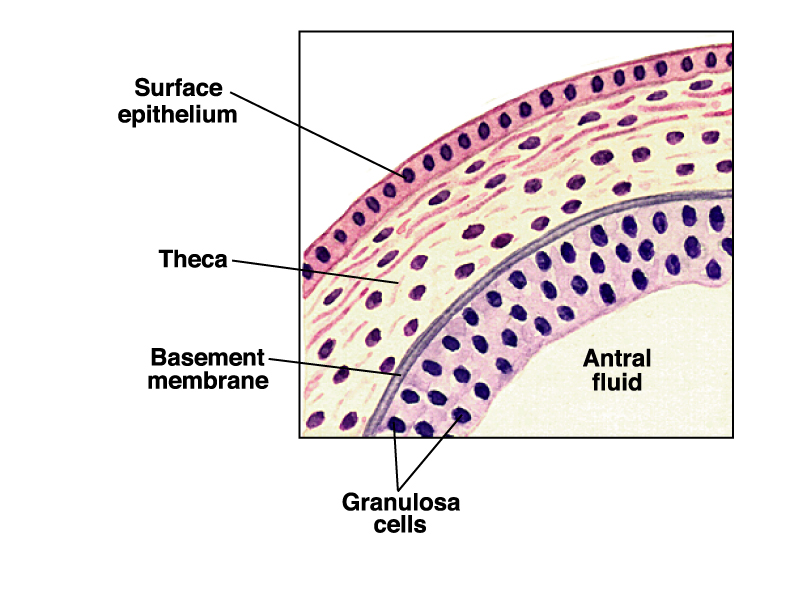 Surface
epithelium
Theca
Basement
membrane
Antral
fluid
Granulosa
cells